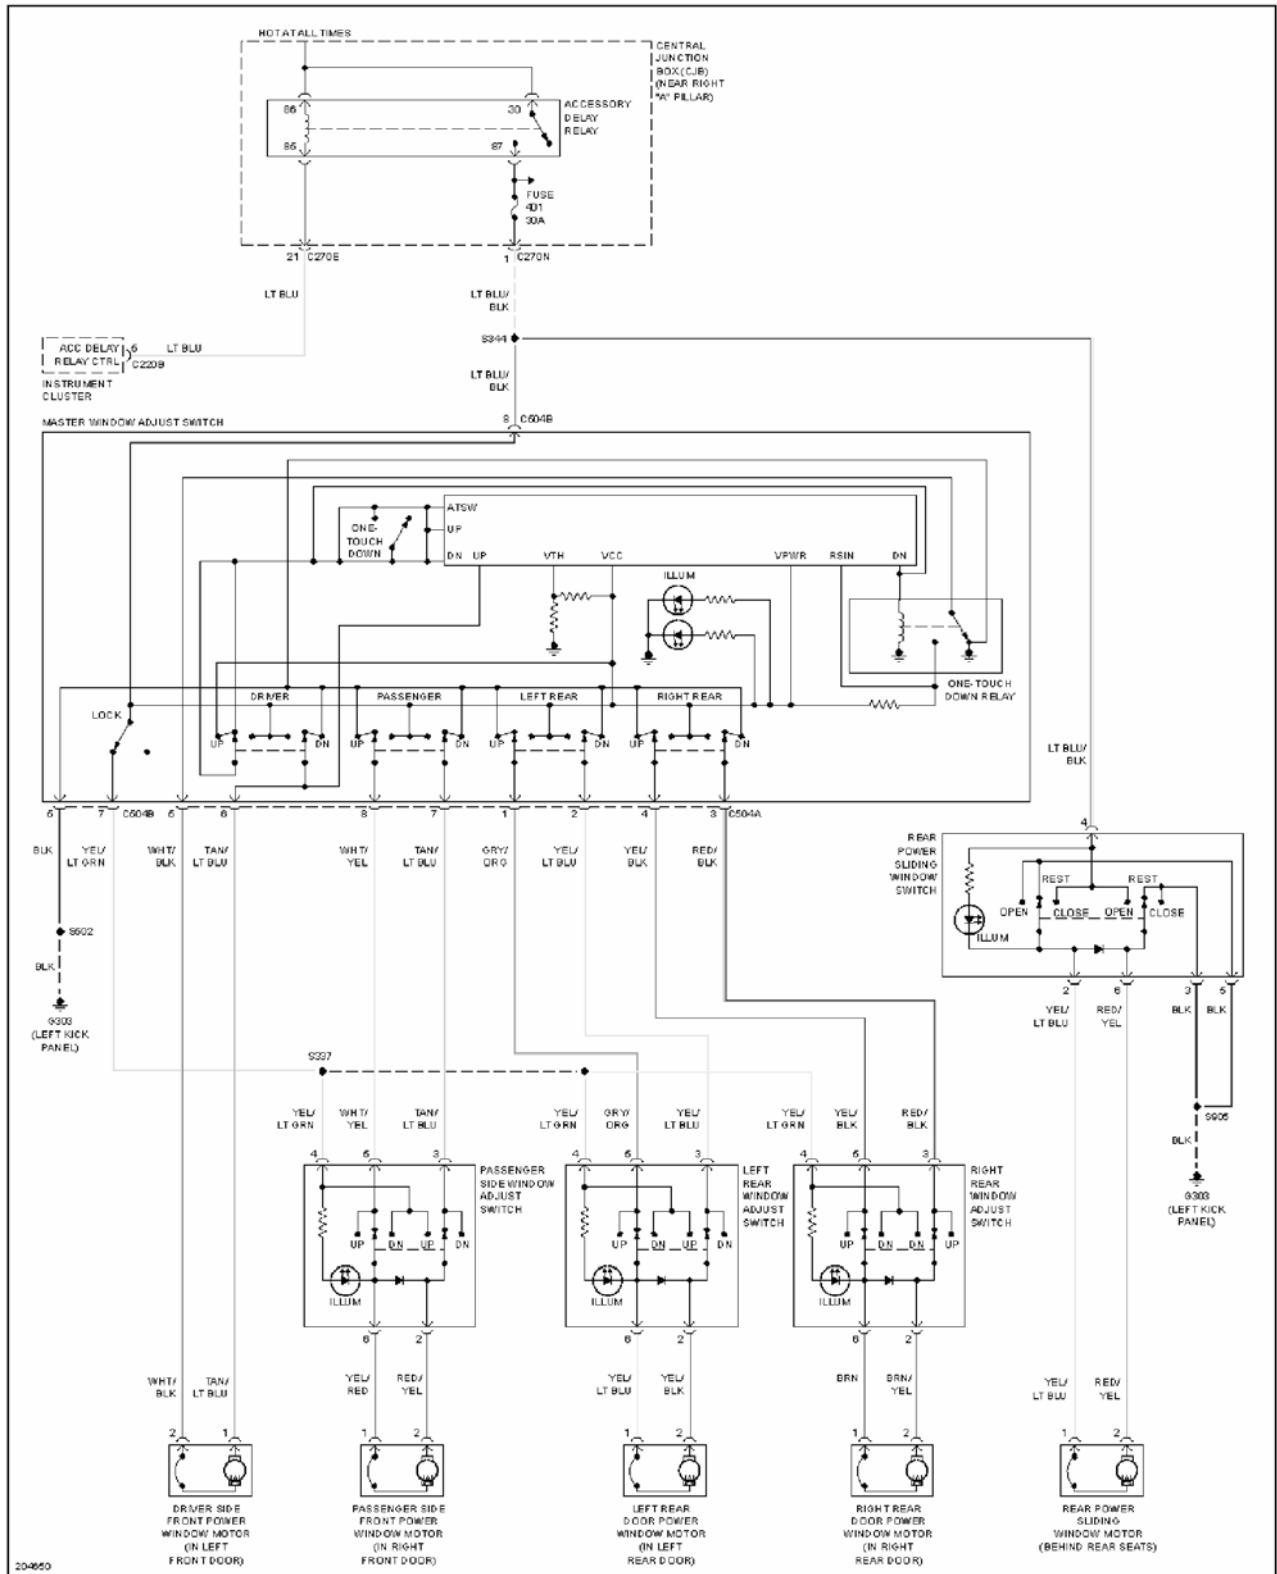 HOT AT ALL TIMES
CENTRAL
JUNCTION
BOX (CJB)
(NEAR RIGHT
"A" PILLAR)
86
30
ACCESSORY
DELAY
RELAY
85
87
FUSE
401
30A
21
C270E
1
C270N
LT BLU
LT BLU/
BLK
S344
ACC DELAY
RELAY CTRL
6
LT BLU
C220B
INSTRUMENT
CLUSTER
LT BLU/
BLK
8
C504B
MASTER WINDOW ADJUST SWITCH
ATSW
ONE-
TOUCH
DOWN
UP
DN
UP
VTH
VCC
VPWR
RSIN
DN
ILLUM
ONE-TOUCH
DOWN RELAY
DRIVER
PASSENGER
LEFT REAR
RIGHT REAR
LOCK
UP
DN
UP
DN
UP
DN
UP
DN
LT BLU/
BLK
7
C504B
5
6
8
7
1
2
4
3
C504A
BLK
YEL/
LT GRN
WHT/
BLK
TAN/
LT BLU
WHT/
YEL
TAN/
LT BLU
GRY/
ORG
YEL/
LT BLU
YEL/
BLK
RED/
BLK
4
REAR
POWER
SLIDING
WINDOW
SWITCH
REST
REST
OPEN
CLOSE
OPEN
CLOSE
ILLUM
S502
BLK
G303
(LEFT KICK
PANEL)
2
6
3
5
YEL/
LT BLU
RED/
YEL
BLK
BLK
S337
S905
BLK
G303
(LEFT KICK
PANEL)
YEL/
LT GRN
WHT/
YEL
TAN/
LT BLU
YEL/
LT GRN
GRY/
ORG
YEL/
LT BLU
YEL/
LT GRN
YEL/
BLK
RED/
BLK
4
5
3
4
5
3
4
5
3
PASSENGER
SIDE WINDOW
ADJUST
SWITCH
LEFT
REAR
WINDOW
ADJUST
SWITCH
RIGHT
REAR
WINDOW
ADJUST
SWITCH
UP
DN
UP
DN
UP
DN
UP
DN
UP
DN
DN
UP
ILLUM
ILLUM
ILLUM
6
2
6
2
6
2
WHT/
BLK
TAN/
LT BLU
YEL/
RED
RED/
YEL
YEL/
LT BLU
YEL/
BLK
BRN
BRN/
YEL
YEL/
LT BLU
RED/
YEL
2
1
1
2
1
2
1
2
1
2
DRIVER SIDE
FRONT POWER
WINDOW MOTOR
(IN LEFT
FRONT DOOR)
PASSENGER SIDE
FRONT POWER
WINDOW MOTOR
(IN RIGHT
FRONT DOOR)
LEFT REAR
DOOR POWER
WINDOW MOTOR
(IN LEFT
REAR DOOR)
RIGHT REAR
DOOR POWER
WINDOW MOTOR
(IN RIGHT
REAR DOOR)
REAR POWER
SLIDING
WINDOW MOTOR
(BEHIND REAR SEATS)
204650